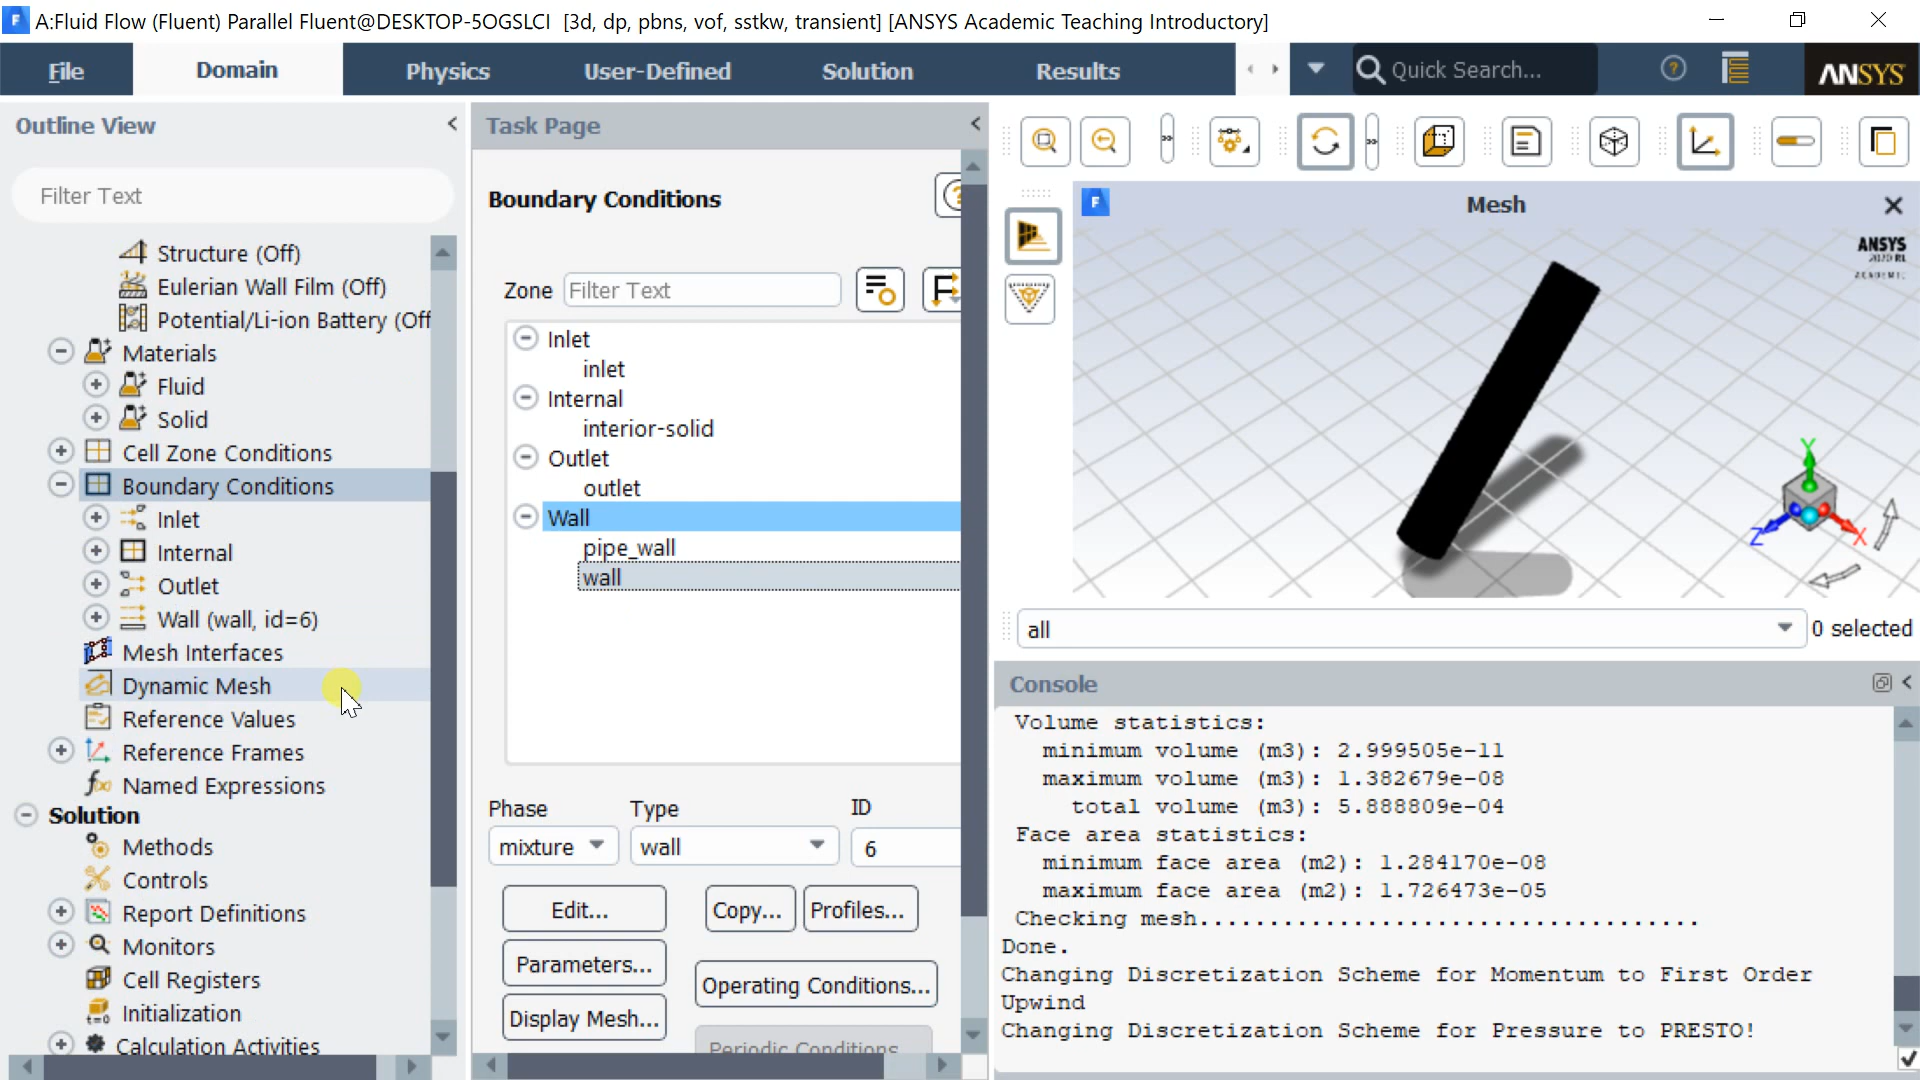 A:Fluid Flow (Fluent) Parallel Fluent@DESKTOP-5OGSLCI [3d, dp, pbns, vof, sstkw, transient] [ANSYS Academic Teaching Introductory]
File
Domain
Physics
User-Defined
Solution
Results
Quick Search...
ANSYS
Outline View
Filter Text
Structure (Off)
Eulerian Wall Film (Off)
Potential/Li-ion Battery (Off
Materials
Fluid
Solid
Cell Zone Conditions
Boundary Conditions
Inlet
Internal
Outlet
Wall (wall, id=6)
Mesh Interfaces
Dynamic Mesh
Reference Values
Reference Frames
Named Expressions
Solution
Methods
Controls
Report Definitions
Monitors
Cell Registers
Initialization
Calculation Activities
Task Page
Boundary Conditions
Zone Filter Text
Inlet
inlet
Internal
interior-solid
Outlet
outlet
Wall
pipe_wall
wall
Phase Type ID
mixture wall 6
Edit... Copy... Profiles...
Parameters... Operating Conditions...
Display Mesh... Periodic Conditions
Mesh
ANSYS
2020 R1
ACADEMIC
Y
Z
X
all
0 selected
Console
Volume statistics:
minimum volume (m3): 2.999505e-11
maximum volume (m3): 1.382679e-08
total volume (m3): 5.888809e-04
Face area statistics:
minimum face area (m2): 1.284170e-08
maximum face area (m2): 1.726473e-05
Checking mesh.....................................
Done.
Changing Discretization Scheme for Momentum to First Order
Upwind
Changing Discretization Scheme for Pressure to PRESTO!